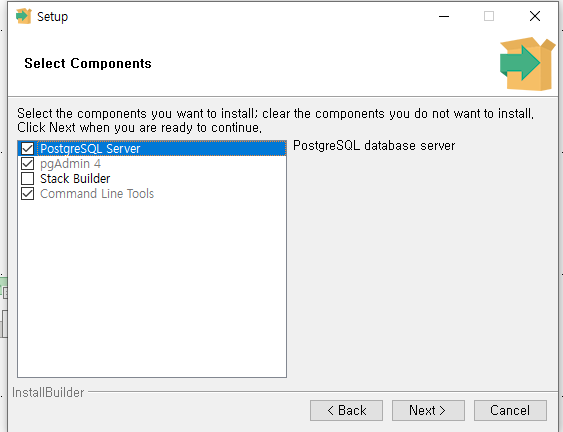 Setup
Select Components
Select the components you want to install; clear the components you do not want to install.
Click Next when you are ready to continue.
PostgreSQL Server
PostgreSQL database server
pgAdmin 4
Stack Builder
Command Line Tools
InstallBuilder
< Back
Next >
Cancel